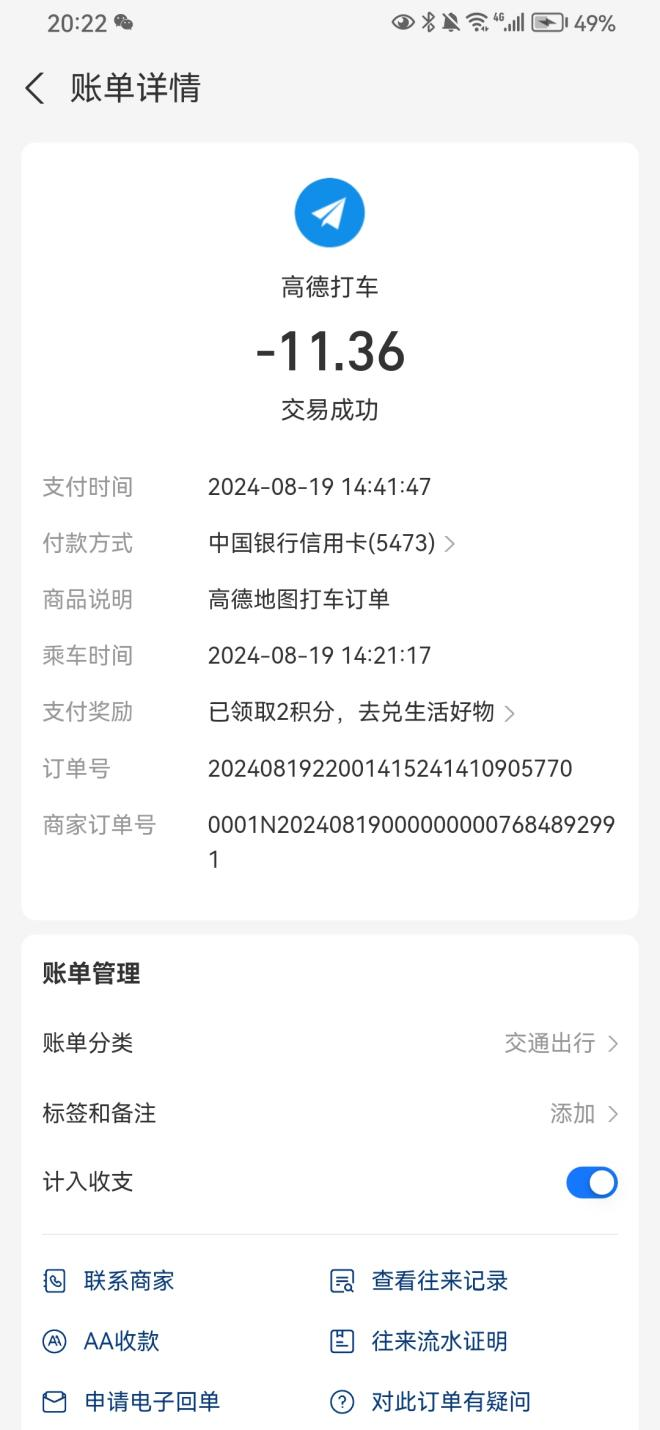 20:22 4G 49%
账单详情
高德打车
-11.36
交易成功
支付时间 2024-08-19 14:41:47
付款方式 中国银行信用卡(5473)
商品说明 高德地图打车订单
乘车时间 2024-08-19 14:21:17
支付奖励 已领取2积分，去兑生活好物
订单号 2024081922001415241410905770
商家订单号 0001N20240819000000000768489299
1
账单管理
账单分类 交通出行
标签和备注 添加
计入收支
联系商家 查看往来记录
AA收款 往来流水证明
申请电子回单 对此订单有疑问